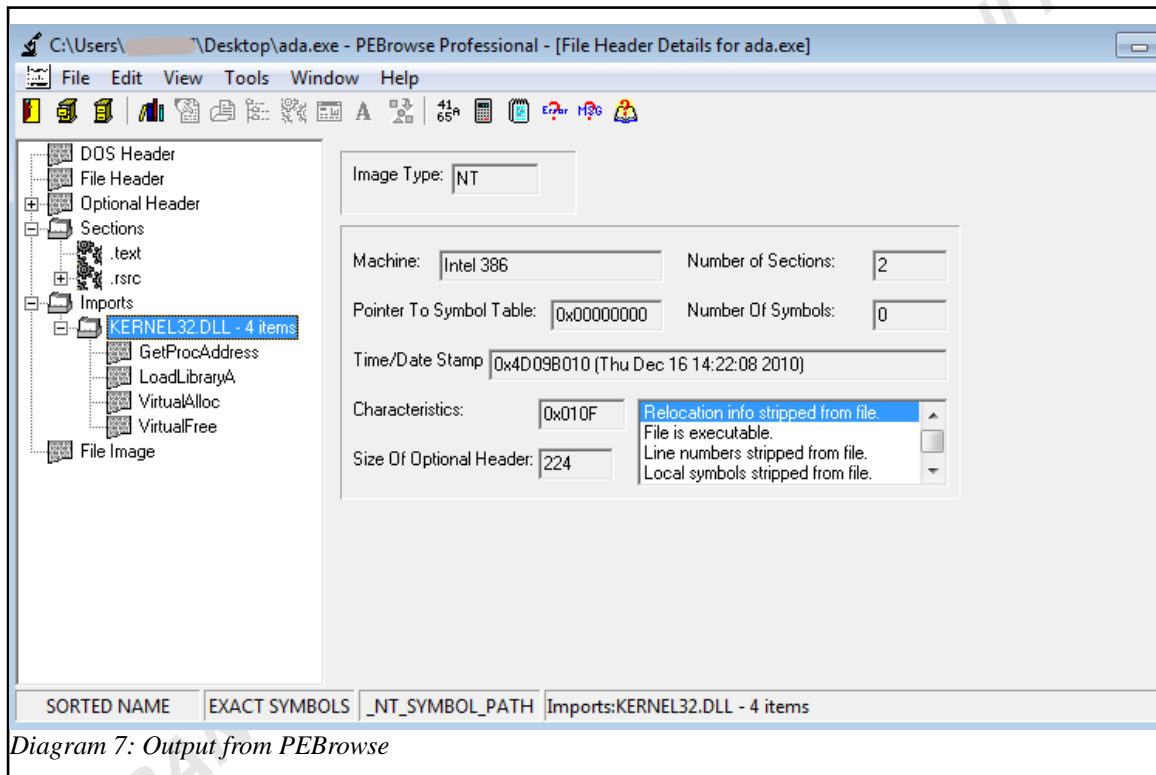 C:\Users\ \Desktop\ada.exe - PEBrowse Professional - [File Header Details for ada.exe]
File Edit View Tools Window Help
DOS Header
File Header
Optional Header
Sections
.text
.rsrc
Imports
KERNEL32.DLL - 4 items
GetProcAddress
LoadLibraryA
VirtualAlloc
VirtualFree
File Image
Image Type: NT
Machine: Intel 386 Number of Sections: 2
Pointer To Symbol Table: 0x00000000 Number Of Symbols: 0
Time/Date Stamp 0x4D09B010 (Thu Dec 16 14:22:08 2010)
Characteristics: 0x010F
Relocation info stripped from file.
File is executable.
Line numbers stripped from file.
Local symbols stripped from file.
Size Of Optional Header: 224
SORTED NAME EXACT SYMBOLS _NT_SYMBOL_PATH Imports:KERNEL32.DLL - 4 items
Diagram 7: Output from PEBrowse